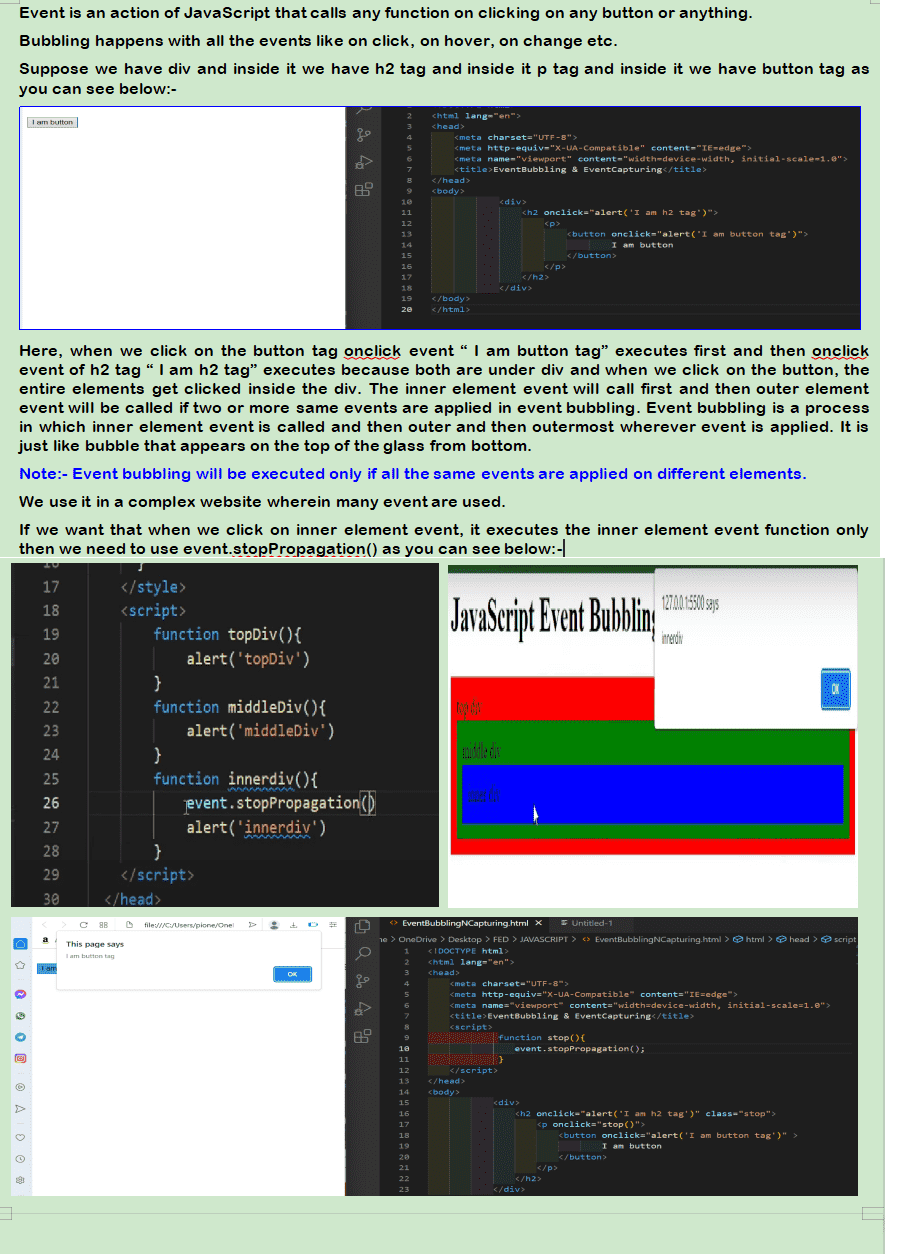 Event is an action of JavaScript that calls any function on clicking on any button or anything.
Bubbling happens with all the events like on click, on hover, on change etc.
Suppose we have div and inside it we have h2 tag and inside it p tag and inside it we have button tag as
you can see below:-
I am button
2 <html lang="en">
3 <head>
4 <meta charset="UTF-8">
5 <meta http-equiv="X-UA-Compatible" content="IE=edge">
6 <meta name="viewport" content="width=device-width, initial-scale=1.0">
7 <title>EventBubbling & EventCapturing</title>
8 </head>
9 <body>
10 <div>
11 <h2 onclick="alert('I am h2 tag')">
12 <p>
13 <button onclick="alert('I am button tag')">
14 I am button
15 </button>
16 </p>
17 </h2>
18 </div>
19 </body>
20 </html>
Here, when we click on the button tag onclick event “ I am button tag” executes first and then onclick
event of h2 tag “ I am h2 tag” executes because both are under div and when we click on the button, the
entire elements get clicked inside the div. The inner element event will call first and then outer element
event will be called if two or more same events are applied in event bubbling. Event bubbling is a process
in which inner element event is called and then outer and then outermost wherever event is applied. It is
just like bubble that appears on the top of the glass from bottom.
Note:- Event bubbling will be executed only if all the same events are applied on different elements.
We use it in a complex website wherein many event are used.
If we want that when we click on inner element event, it executes the inner element event function only
then we need to use event.stopPropagation() as you can see below:-
16 }
17 </style>
18 <script>
19 function topDiv(){
20 alert('topDiv')
21 }
22 function middleDiv(){
23 alert('middleDiv')
24 }
25 function innerdiv(){
26 event.stopPropagation()
27 alert('innerdiv')
28 }
29 </script>
30 </head>
JavaScript Event Bubbling
127.0.0.1:5500 says
innerdiv
OK
top div
middle div
inner div
file:///C:/Users/pione/One
a
This page says
I am button tag
OK
I am
EventBubblingNCapturing.html × Untitled-1
> OneDrive > Desktop > FED > JAVASCRIPT > <> EventBubblingNCapturing.html > html > head > script
1 <!DOCTYPE html>
2 <html lang="en">
3 <head>
4 <meta charset="UTF-8">
5 <meta http-equiv="X-UA-Compatible" content="IE=edge">
6 <meta name="viewport" content="width=device-width, initial-scale=1.0">
7 <title>EventBubbling & EventCapturing</title>
8 <script>
9 function stop(){
10 event.stopPropagation();
11 }
12 </script>
13 </head>
14 <body>
15 <div>
16 <h2 onclick="alert('I am h2 tag')" class="stop">
17 <p onclick="stop()">
18 <button onclick="alert('I am button tag')" >
19 I am button
20 </button>
21 </p>
22 </h2>
23 </div>